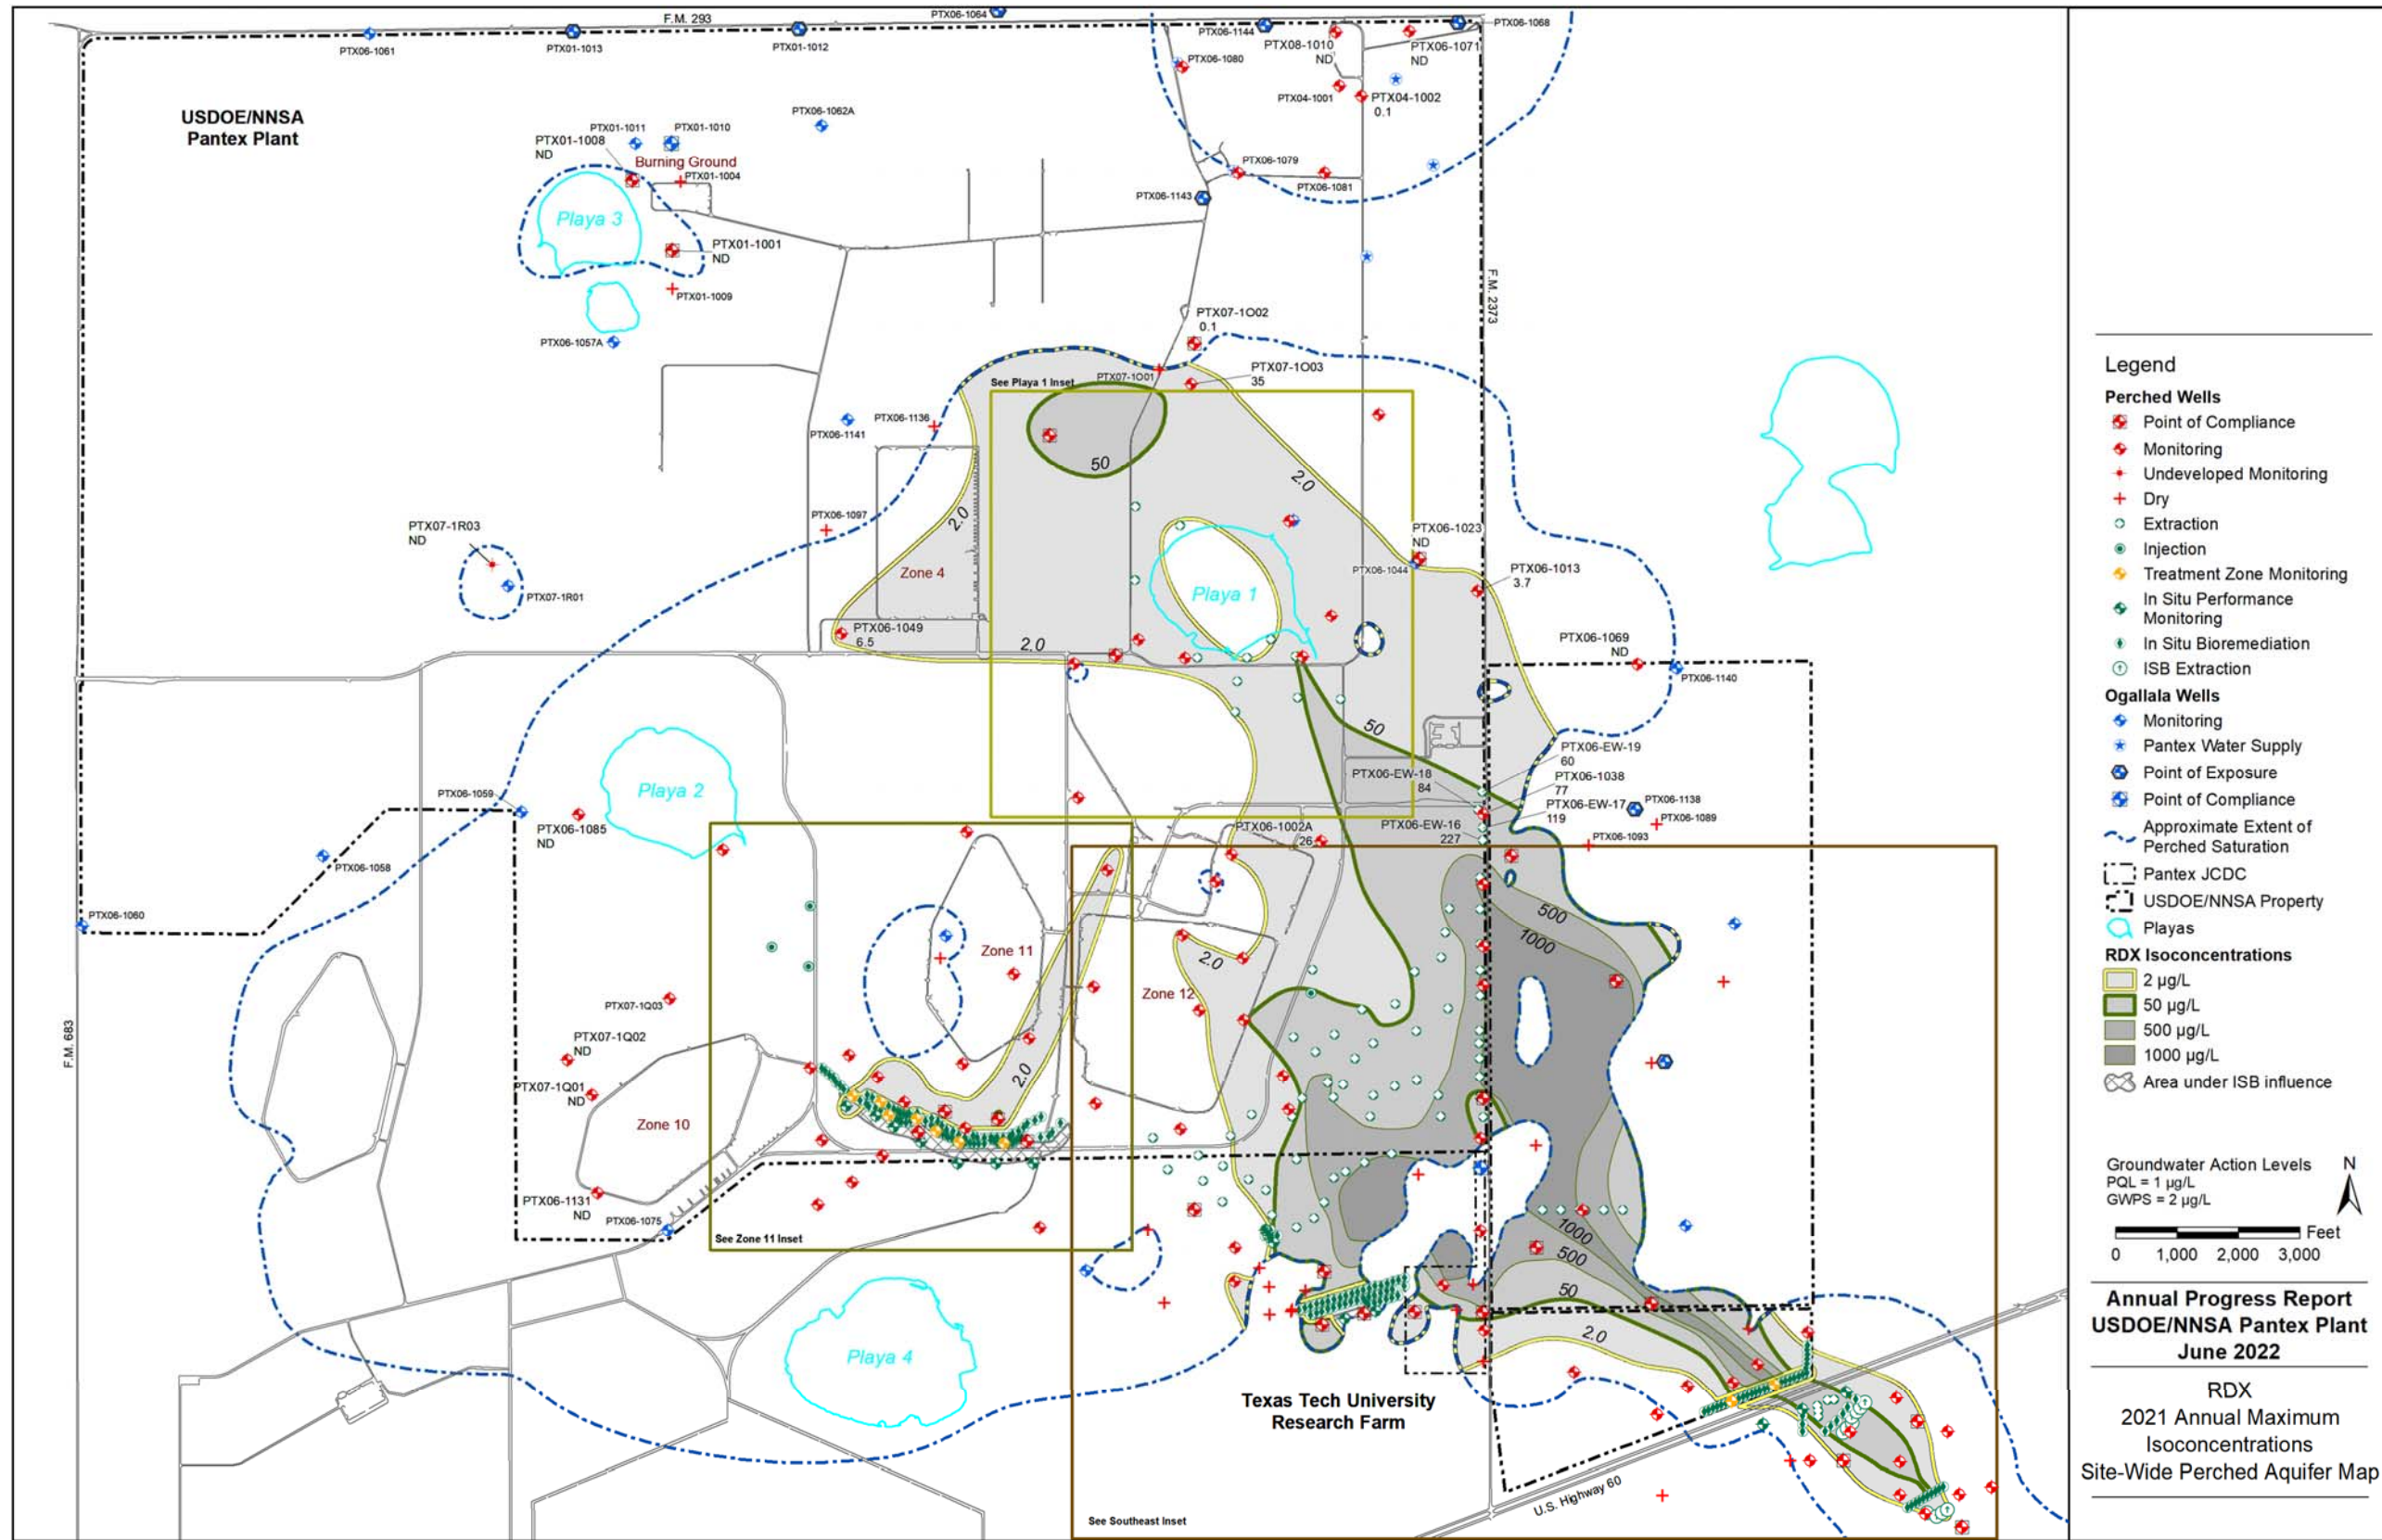 F.M. 293
PTX06-1064
PTX06-1061
PTX01-1013
PTX01-1012
PTX06-1144
PTX08-1010
ND
PTX06-1071
ND
PTX06-1068
PTX06-1080
PTX04-1001
PTX04-1002
0.1
USDOE/NNSA
Pantex Plant
PTX06-1062A
PTX01-1011
PTX01-1010
PTX01-1008
ND
Burning Ground
PTX01-1004
PTX06-1079
PTX06-1081
PTX06-1143
Playa 3
PTX01-1001
ND
PTX01-1009
F.M. 2373
PTX07-1O02
0.1
PTX06-1057A
PTX07-1O03
35
See Playa 1 Inset
PTX07-1O01
PTX06-1136
PTX06-1141
50
2.0
2.0
PTX06-1097
PTX07-1R03
ND
PTX06-1023
ND
PTX06-1044
PTX06-1013
3.7
Zone 4
Playa 1
PTX07-1R01
PTX06-1049
6.5
2.0
PTX06-1069
ND
PTX06-1140
50
PTX06-EW-19
60
PTX06-EW-18
84
PTX06-1038
77
PTX06-EW-17
119
PTX06-1138
PTX06-1089
PTX06-1093
PTX06-EW-16
227
PTX06-1002A
26
Playa 2
PTX06-1059
PTX06-1085
ND
PTX06-1058
PTX06-1060
500
1000
Zone 11
2.0
Zone 12
PTX07-1Q03
PTX07-1Q02
ND
F.M. 683
PTX07-1Q01
ND
2.0
Zone 10
PTX06-1131
ND
PTX06-1075
See Zone 11 Inset
1000
500
50
2.0
Playa 4
Texas Tech University
Research Farm
U.S. Highway 60
See Southeast Inset
Legend
Perched Wells
Point of Compliance
Monitoring
Undeveloped Monitoring
Dry
Extraction
Injection
Treatment Zone Monitoring
In Situ Performance
Monitoring
In Situ Bioremediation
ISB Extraction
Ogallala Wells
Monitoring
Pantex Water Supply
Point of Exposure
Point of Compliance
Approximate Extent of
Perched Saturation
Pantex JCDC
USDOE/NNSA Property
Playas
RDX Isoconcentrations
2 µg/L
50 µg/L
500 µg/L
1000 µg/L
Area under ISB influence
Groundwater Action Levels
PQL = 1 µg/L
GWPS = 2 µg/L
N
Feet
0 1,000 2,000 3,000
Annual Progress Report
USDOE/NNSA Pantex Plant
June 2022
RDX
2021 Annual Maximum
Isoconcentrations
Site-Wide Perched Aquifer Map